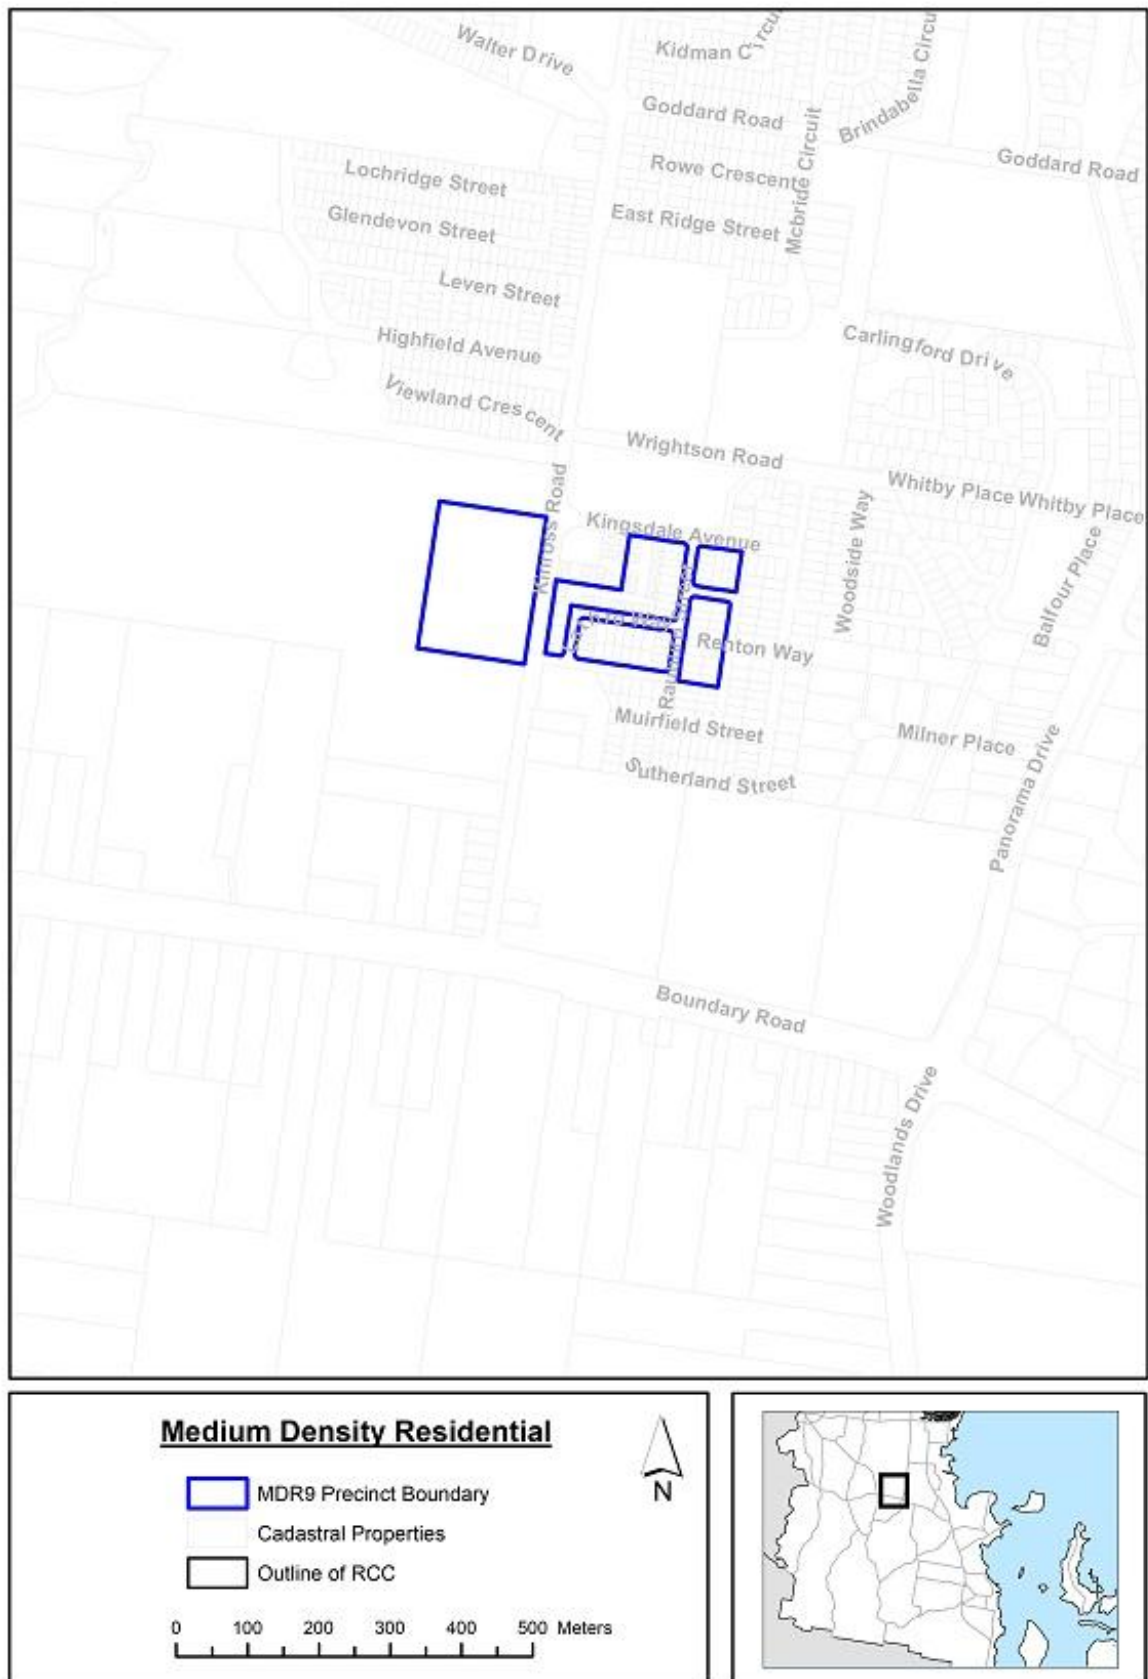 Walter Drive
Kidman C
Brindabella Circu
Goddard Road
Mcbride Circuit
Goddard Road
Lochridge Street
Rowe Crescent
Glendevon Street
East Ridge Street
Leven Street
Highfield Avenue
Carlingford Drive
Viewland Crescent
Wrightson Road
Whitby Place
Whitby Place
Kinross Road
Kingsdale Avenue
Woodside Way
Balfour Place
Renton Way
Muirfield Street
Milner Place
Sutherland Street
Panorama Drive
Boundary Road
Woodlands Drive
Medium Density Residential
MDR9 Precinct Boundary
Cadastral Properties
Outline of RCC
N
0 100 200 300 400 500 Meters